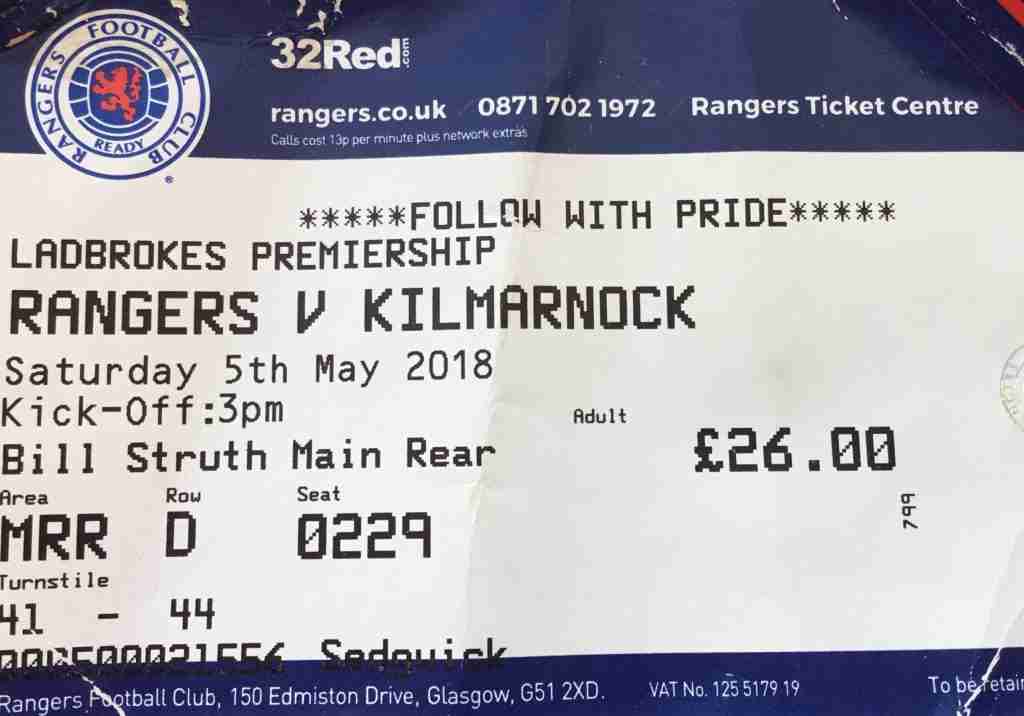 RANGERS FOOTBALL CLUB
READY
32Red.com
rangers.co.uk 0871 702 1972 Rangers Ticket Centre
Calls cost 13p per minute plus network extras
*****FOLLOW WITH PRIDE*****
LADBROKES PREMIERSHIP
RANGERS V KILMARNOCK
Saturday 5th May 2018
Kick-Off:3pm
Adult
Bill Struth Main Rear £26.00
Area Row Seat
MRR D 0229
799
Turnstile
41 - 44
Sedgwick
Rangers Football Club, 150 Edmiston Drive, Glasgow, G51 2XD. VAT No. 125 5179 19 To be